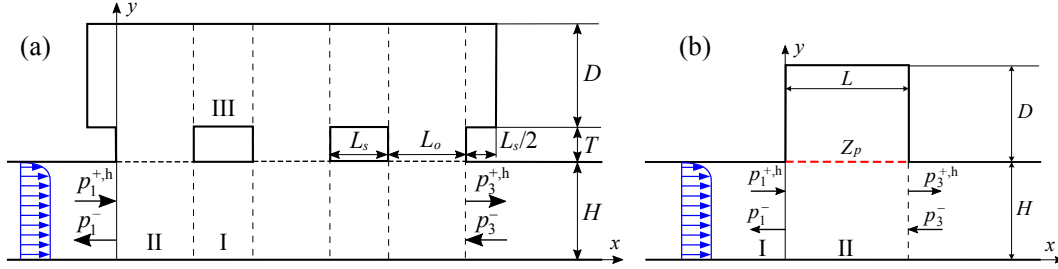 (a)
y
III
D
L_s
L_o
L_s/2
T
p_1^{+,h}
p_1^-
p_3^{+,h}
p_3^-
H
II
I
x
(b)
y
L
D
Z_p
p_1^{+,h}
p_1^-
p_3^{+,h}
p_3^-
H
I
II
x